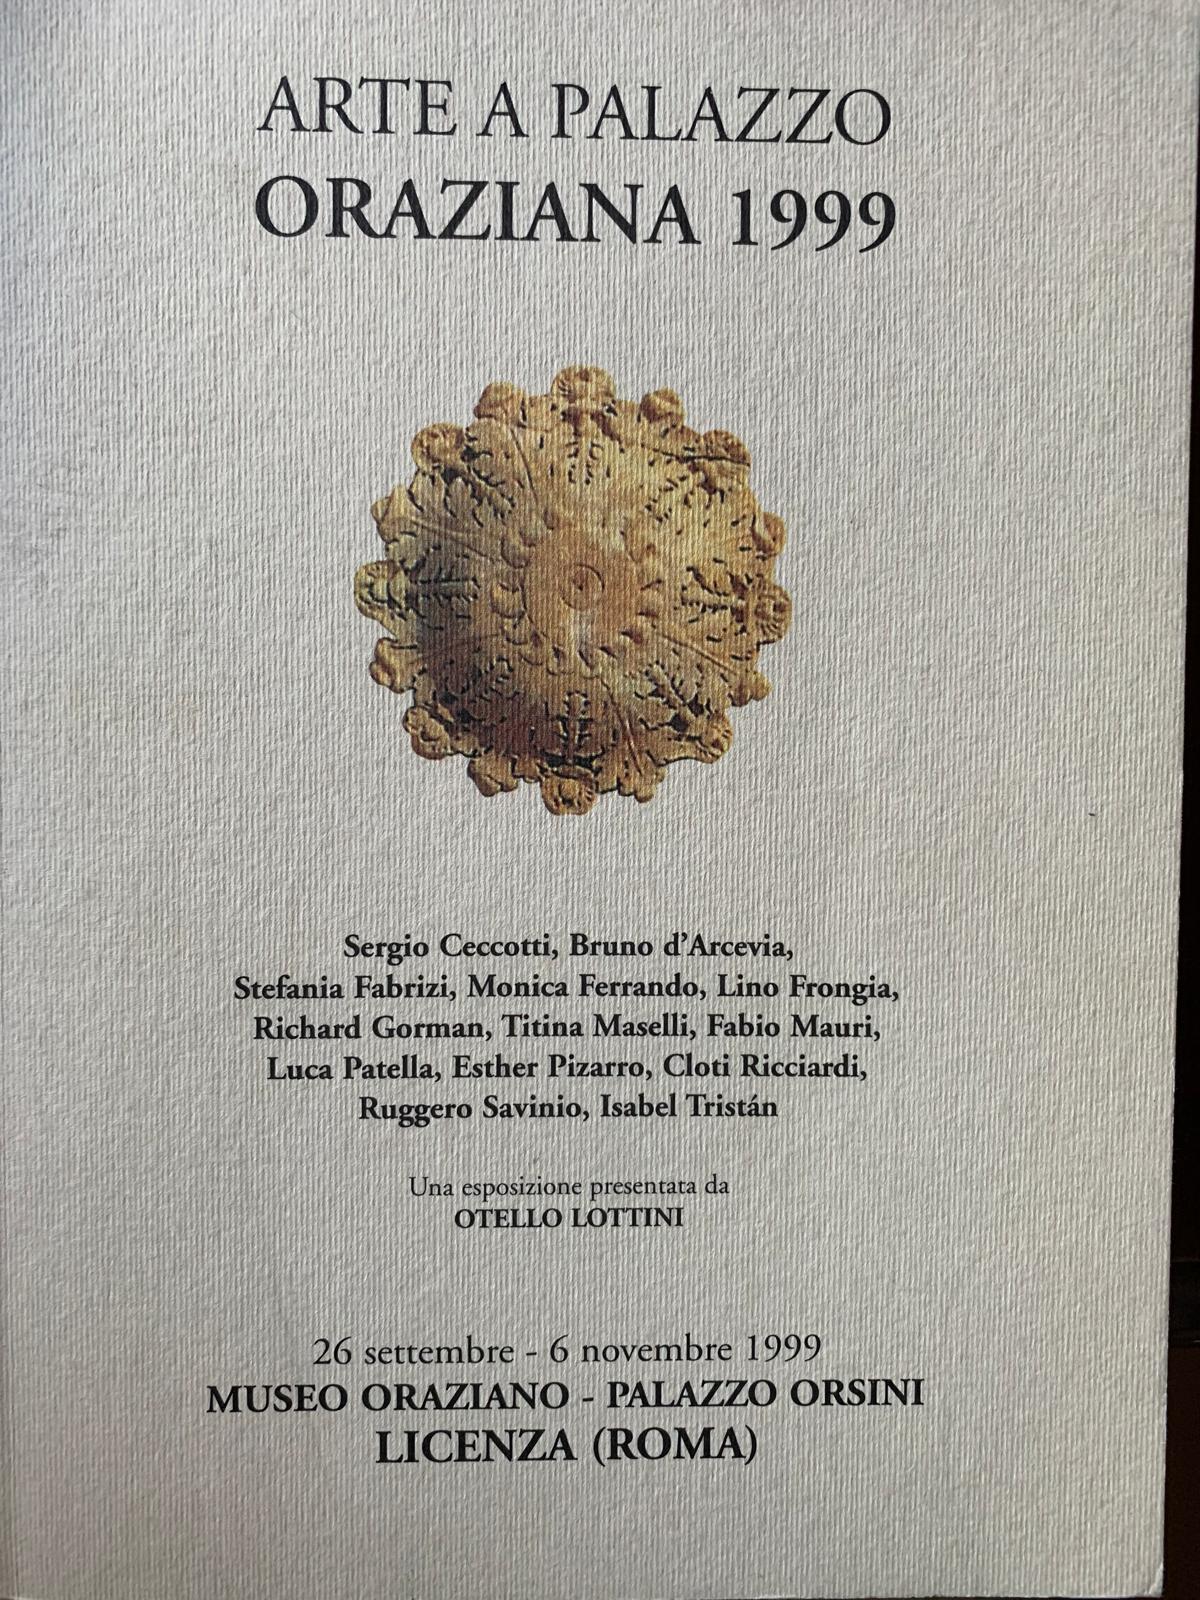 ARTE A PALAZZO
ORAZIANA 1999
Sergio Ceccotti, Bruno d'Arcevia,
Stefania Fabrizi, Monica Ferrando, Lino Frongia,
Richard Gorman, Titina Maselli, Fabio Mauri,
Luca Patella, Esther Pizarro, Cloti Ricciardi,
Ruggero Savinio, Isabel Tristán
Una esposizione presentata da
OTELLO LOTTINI
26 settembre - 6 novembre 1999
MUSEO ORAZIANO - PALAZZO ORSINI
LICENZA (ROMA)